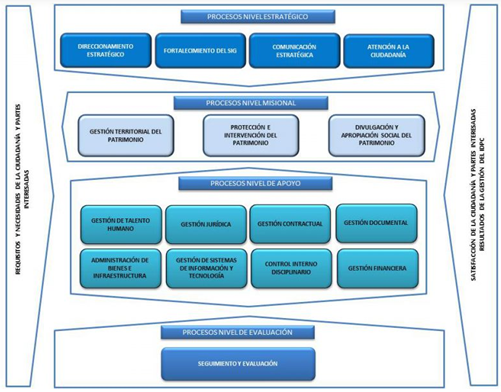 PROCESOS NIVEL ESTRATÉGICO
DIRECCIONAMIENTO
ESTRATÉGICO
FORTALECIMIENTO DEL SIG
COMUNICACIÓN
ESTRATÉGICA
ATENCIÓN A LA
CIUDADANÍA
PROCESOS NIVEL MISIONAL
GESTIÓN TERRITORIAL DEL
PATRIMONIO
PROTECCIÓN E
INTERVENCIÓN DEL
PATRIMONIO
DIVULGACIÓN Y
APROPIACIÓN SOCIAL DEL
PATRIMONIO
PROCESOS NIVEL DE APOYO
GESTIÓN DE TALENTO
HUMANO
GESTIÓN JURÍDICA
GESTIÓN CONTRACTUAL
GESTIÓN DOCUMENTAL
ADMINISTRACIÓN DE
BIENES E
INFRAESTRUCTURA
GESTIÓN DE SISTEMAS
DE INFORMACIÓN Y
TECNOLOGÍA
CONTROL INTERNO
DISCIPLINARIO
GESTIÓN FINANCIERA
PROCESOS NIVEL DE EVALUACIÓN
SEGUIMIENTO Y EVALUACIÓN
REQUISITOS Y NECESIDADES DE LA CIUDADANÍA Y PARTES
INTERESADAS
SATISFACCIÓN DE LA CIUDADANÍA Y PARTES INTERESADAS
RESULTADOS DE LA GESTIÓN DEL IDPC